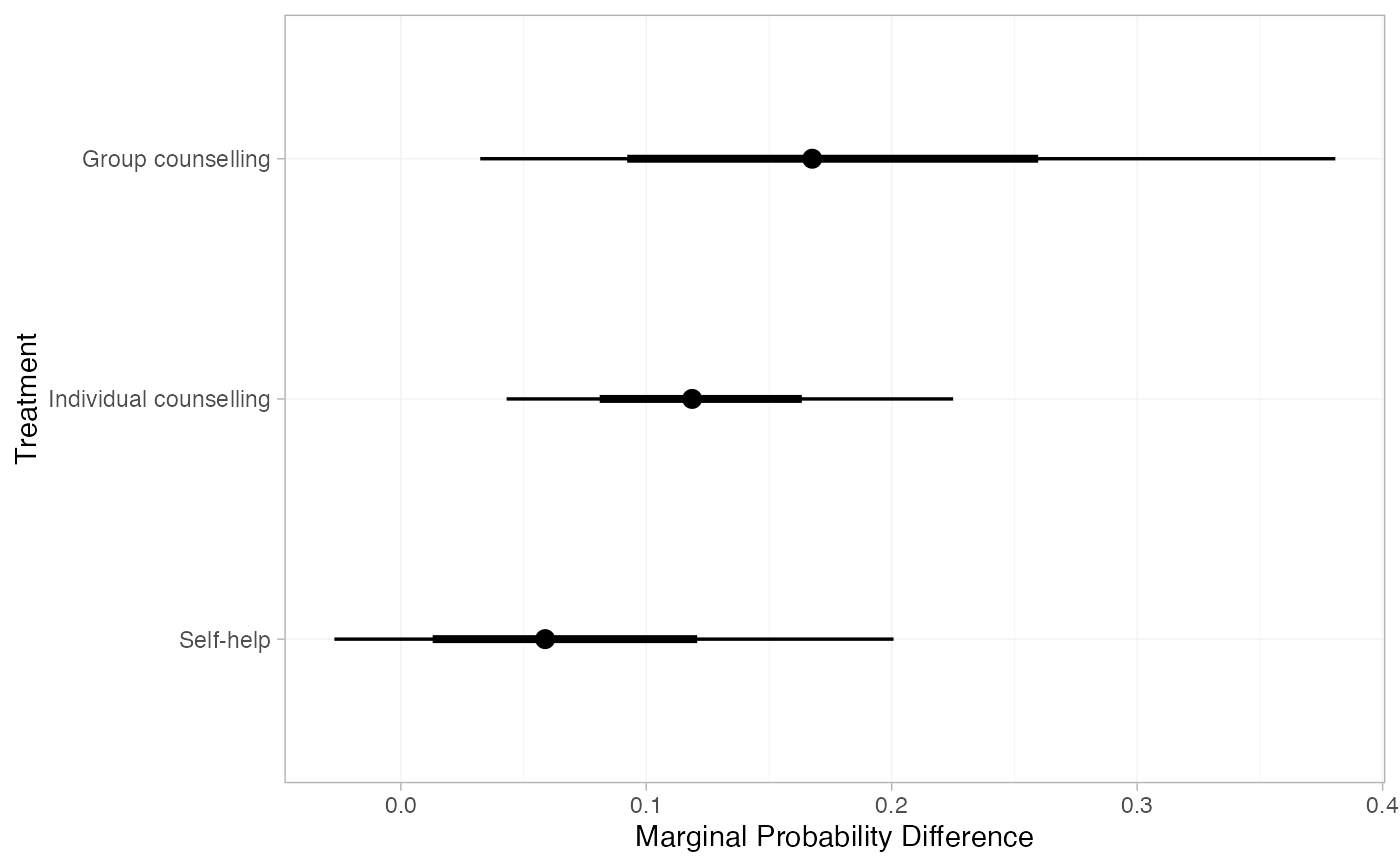 Treatment
Group counselling
Individual counselling
Self-help
0.0 0.1 0.2 0.3 0.4
Marginal Probability Difference